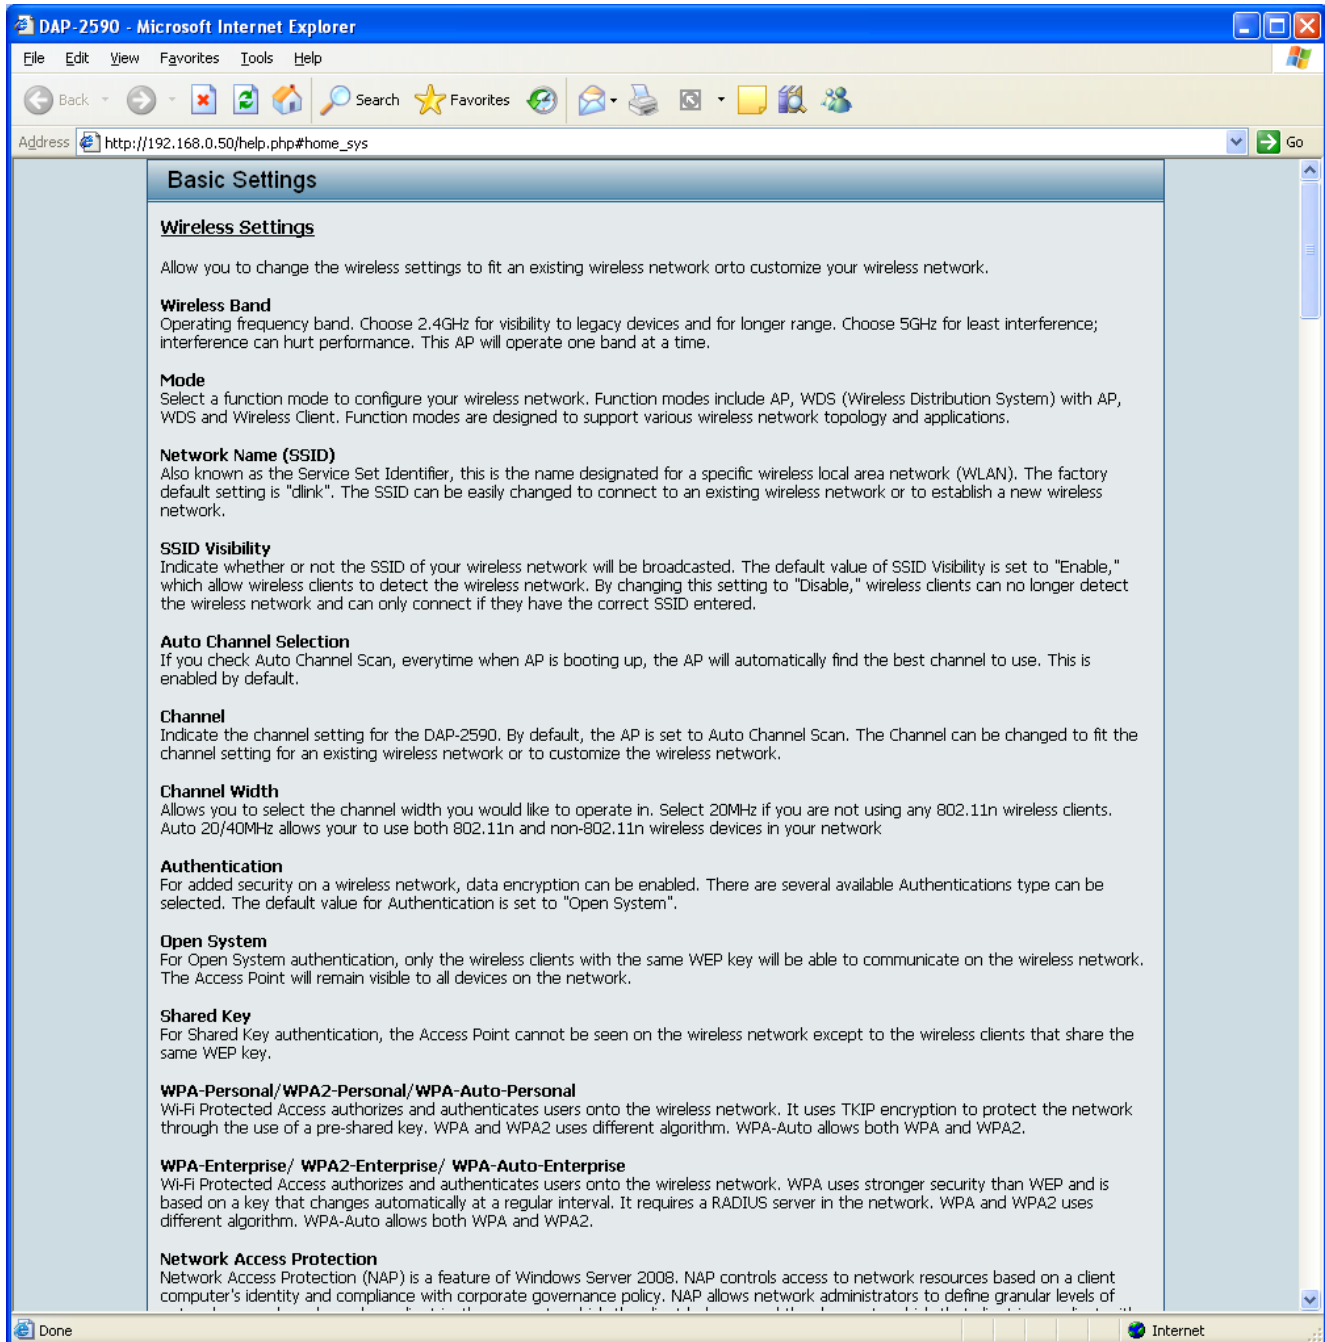 DAP-2590 - Microsoft Internet Explorer
File Edit View Favorites Tools Help
Back Search Favorites
Address http://192.168.0.50/help.php#home_sys Go
Basic Settings
Wireless Settings
Allow you to change the wireless settings to fit an existing wireless network orto customize your wireless network.
Wireless Band
Operating frequency band. Choose 2.4GHz for visibility to legacy devices and for longer range. Choose 5GHz for least interference;
interference can hurt performance. This AP will operate one band at a time.
Mode
Select a function mode to configure your wireless network. Function modes include AP, WDS (Wireless Distribution System) with AP,
WDS and Wireless Client. Function modes are designed to support various wireless network topology and applications.
Network Name (SSID)
Also known as the Service Set Identifier, this is the name designated for a specific wireless local area network (WLAN). The factory
default setting is "dlink". The SSID can be easily changed to connect to an existing wireless network or to establish a new wireless
network.
SSID Visibility
Indicate whether or not the SSID of your wireless network will be broadcasted. The default value of SSID Visibility is set to "Enable,"
which allow wireless clients to detect the wireless network. By changing this setting to "Disable," wireless clients can no longer detect
the wireless network and can only connect if they have the correct SSID entered.
Auto Channel Selection
If you check Auto Channel Scan, everytime when AP is booting up, the AP will automatically find the best channel to use. This is
enabled by default.
Channel
Indicate the channel setting for the DAP-2590. By default, the AP is set to Auto Channel Scan. The Channel can be changed to fit the
channel setting for an existing wireless network or to customize the wireless network.
Channel Width
Allows you to select the channel width you would like to operate in. Select 20MHz if you are not using any 802.11n wireless clients.
Auto 20/40MHz allows your to use both 802.11n and non-802.11n wireless devices in your network
Authentication
For added security on a wireless network, data encryption can be enabled. There are several available Authentications type can be
selected. The default value for Authentication is set to "Open System".
Open System
For Open System authentication, only the wireless clients with the same WEP key will be able to communicate on the wireless network.
The Access Point will remain visible to all devices on the network.
Shared Key
For Shared Key authentication, the Access Point cannot be seen on the wireless network except to the wireless clients that share the
same WEP key.
WPA-Personal/WPA2-Personal/WPA-Auto-Personal
Wi-Fi Protected Access authorizes and authenticates users onto the wireless network. It uses TKIP encryption to protect the network
through the use of a pre-shared key. WPA and WPA2 uses different algorithm. WPA-Auto allows both WPA and WPA2.
WPA-Enterprise/ WPA2-Enterprise/ WPA-Auto-Enterprise
Wi-Fi Protected Access authorizes and authenticates users onto the wireless network. WPA uses stronger security than WEP and is
based on a key that changes automatically at a regular interval. It requires a RADIUS server in the network. WPA and WPA2 uses
different algorithm. WPA-Auto allows both WPA and WPA2.
Network Access Protection
Network Access Protection (NAP) is a feature of Windows Server 2008. NAP controls access to network resources based on a client
computer's identity and compliance with corporate governance policy. NAP allows network administrators to define granular levels of
Done Internet